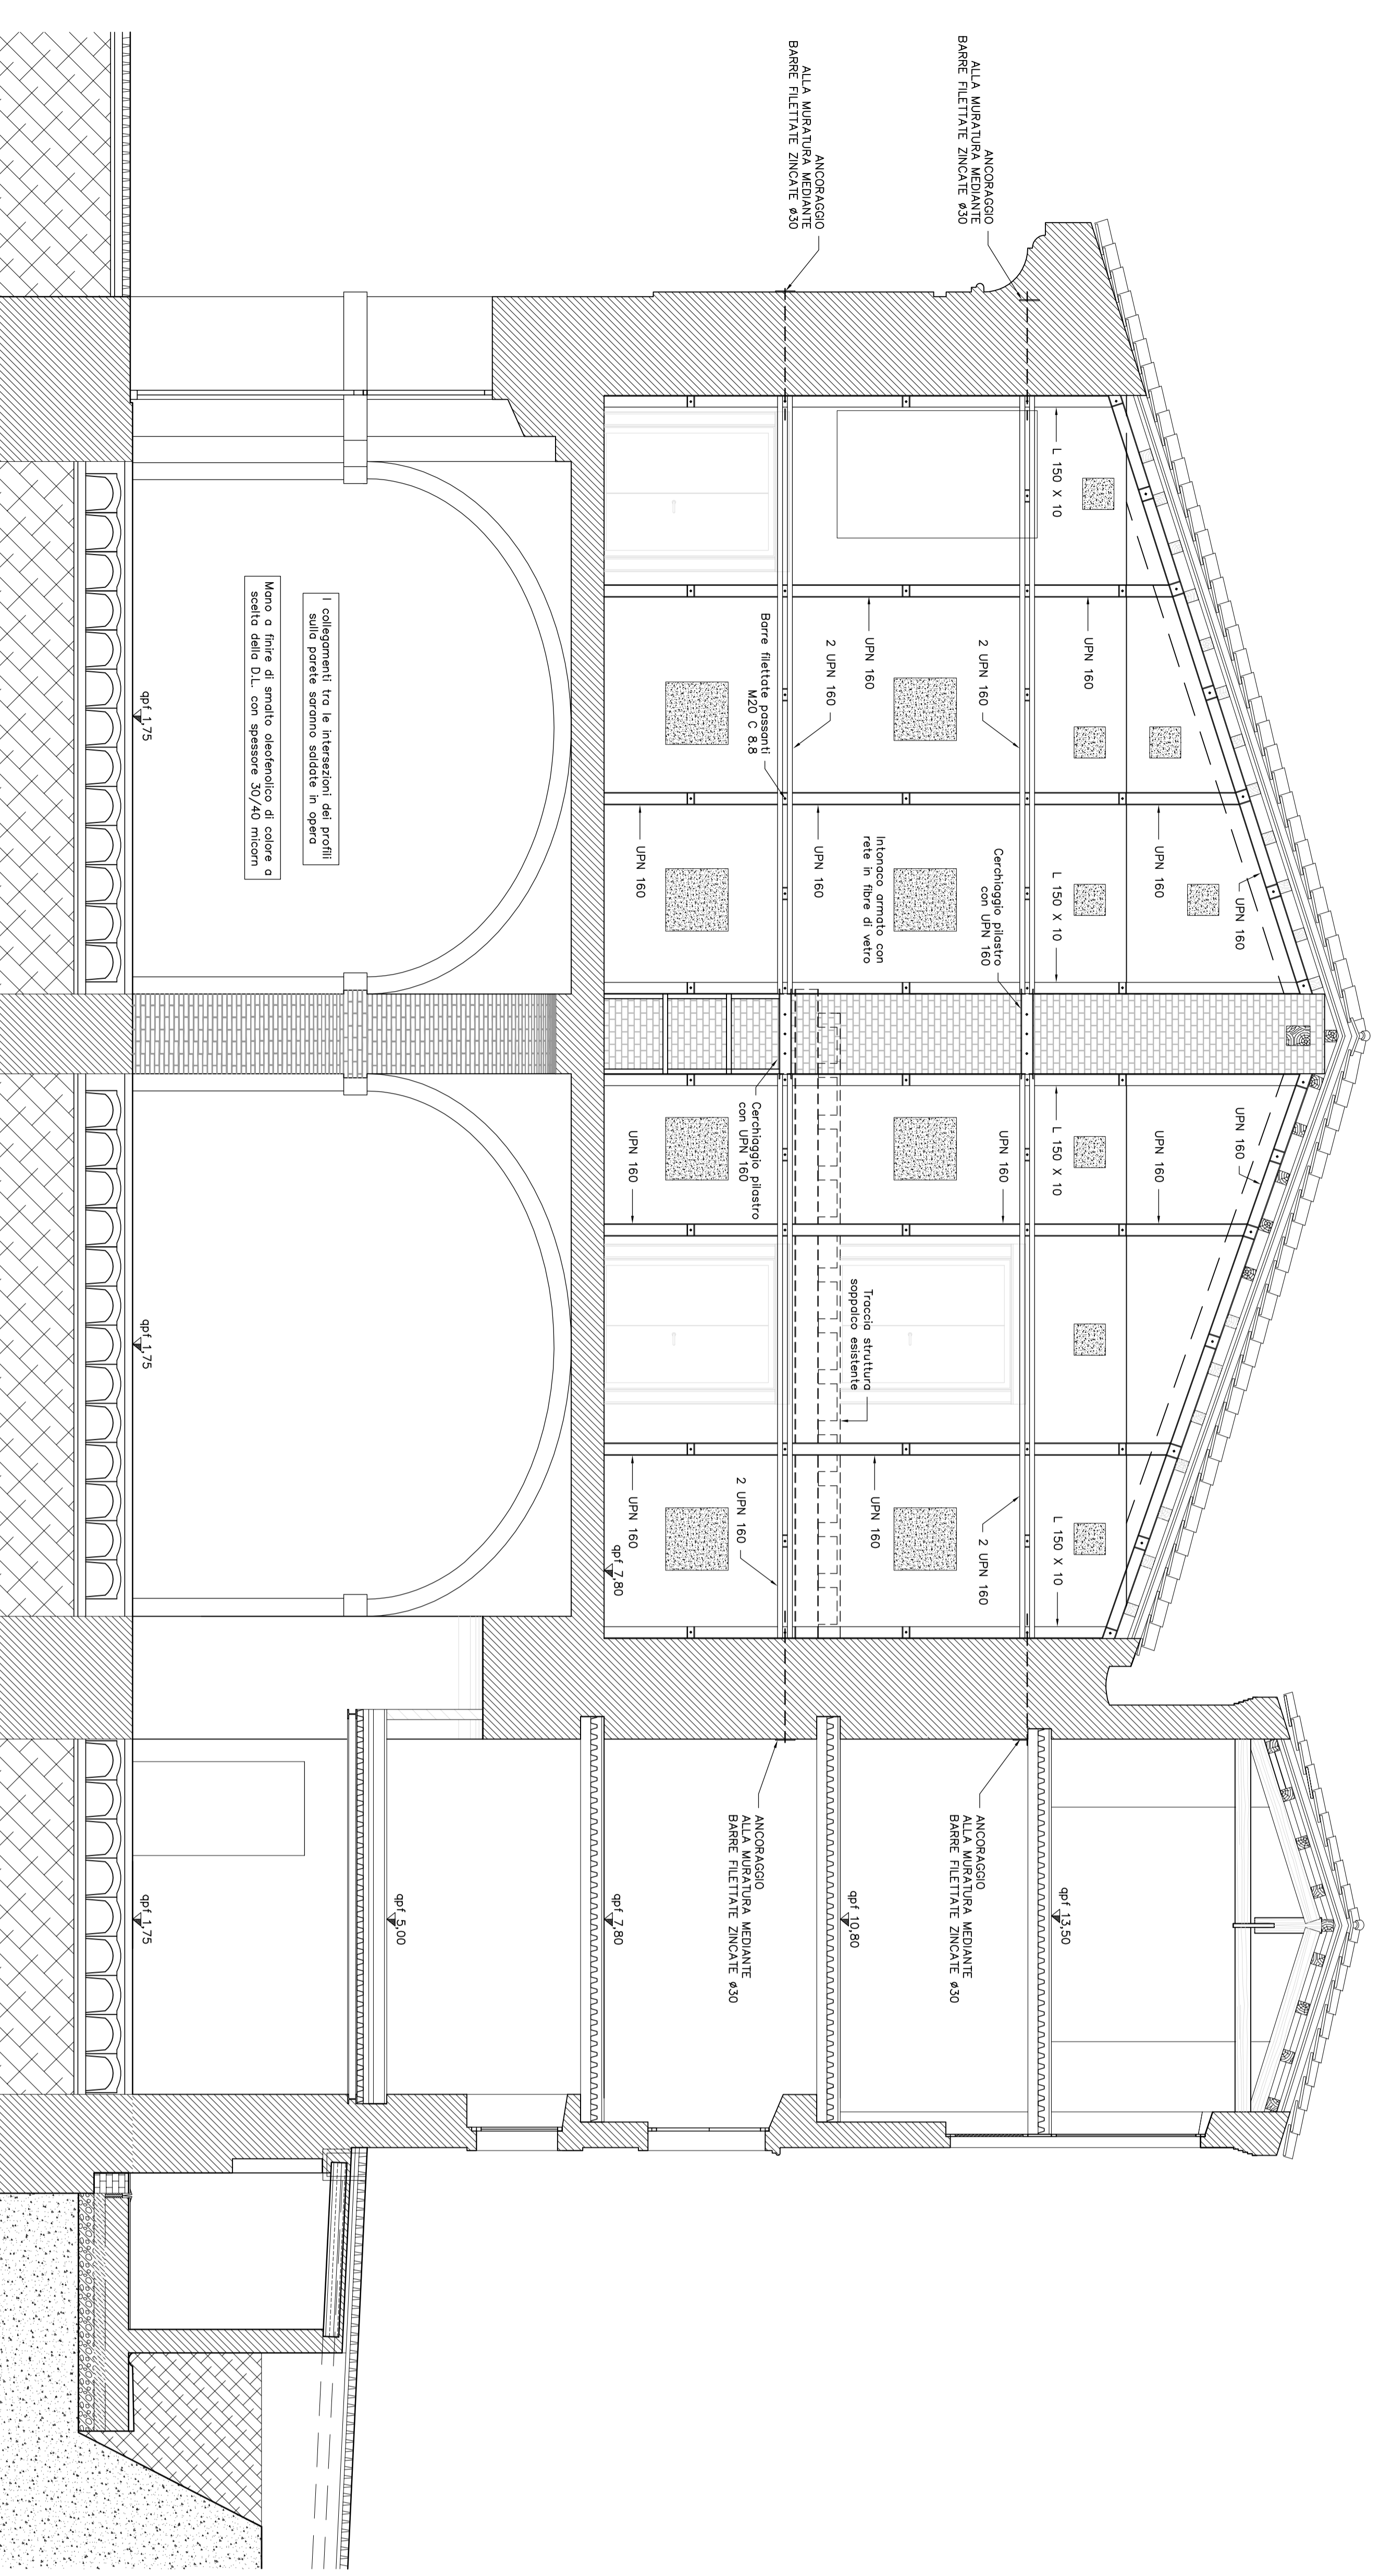 ANCORAGGIO
ALLA MURATURA MEDIANTE
BARRE FILETTATE ZINCATE ø30
ANCORAGGIO
ALLA MURATURA MEDIANTE
BARRE FILETTATE ZINCATE ø30
L 150 X 10
UPN 160
2 UPN 160
UPN 160
2 UPN 160
Barre filettate passanti
M20 C 8.8
UPN 160
UPN 160
L 150 X 10
Cerchiaggio pilastro
con UPN 160
Intonaco armato con
rete in fibre di vetro
UPN 160
UPN 160
I collegamenti tra le intersezioni dei profili
sulla parete saranno saldate in opera
Mano a finire di smalto oleofenolico di colore a
scelta della D.L. con spessore 30/40 micorn
qpf 1,75
UPN 160
UPN 160
L 150 X 10
UPN 160
Cerchiaggio pilastro
con UPN 160
UPN 160
Traccia struttura
soppalco esistente
L 150 X 10
2 UPN 160
UPN 160
2 UPN 160
UPN 160
qpf 7,80
qpf 1,75
ANCORAGGIO
ALLA MURATURA MEDIANTE
BARRE FILETTATE ZINCATE ø30
ANCORAGGIO
ALLA MURATURA MEDIANTE
BARRE FILETTATE ZINCATE ø30
qpf 13,50
qpf 10,80
qpf 7,80
qpf 5,00
qpf 1,75